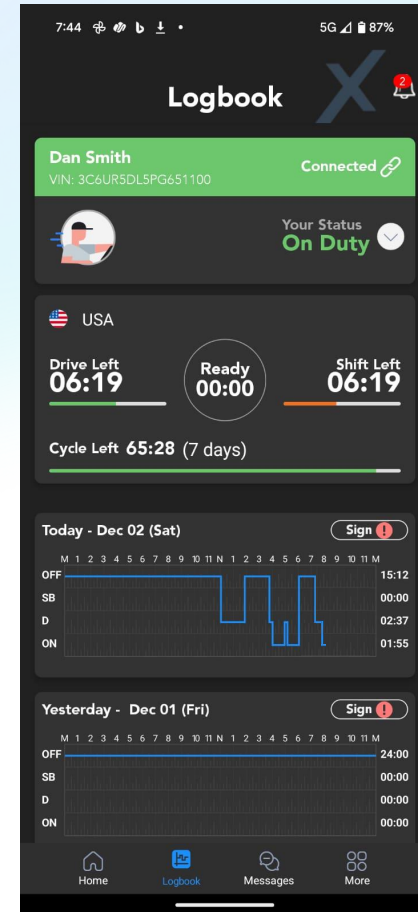 7:44 5G 87%
Logbook X 2
Dan Smith
VIN: 3C6UR5DL5PG651100
Connected
Your Status
On Duty
USA
Drive Left
06:19
Ready
00:00
Shift Left
06:19
Cycle Left 65:28 (7 days)
Today - Dec 02 (Sat) Sign !
M 1 2 3 4 5 6 7 8 9 10 11 N 1 2 3 4 5 6 7 8 9 10 11 M
OFF 15:12
SB 00:00
D 02:37
ON 01:55
Yesterday - Dec 01 (Fri) Sign !
M 1 2 3 4 5 6 7 8 9 10 11 N 1 2 3 4 5 6 7 8 9 10 11 M
OFF 24:00
SB 00:00
D 00:00
ON 00:00
Home Logbook Messages More